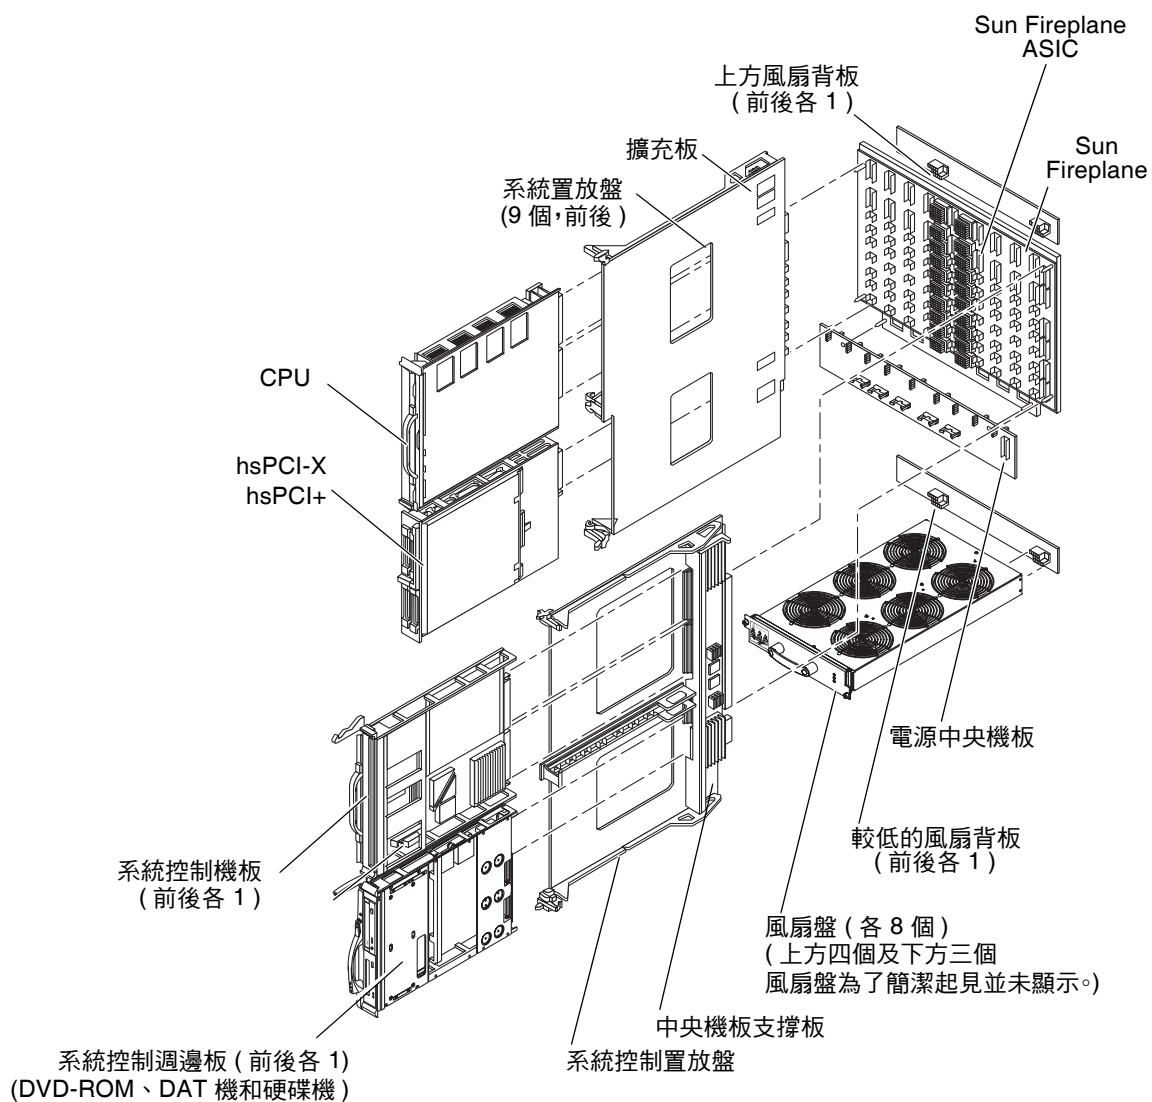 Sun Fireplane
ASIC
上方風扇背板
( 前後各 1 )
Sun
Fireplane
擴充板
系統置放盤
(9 個，前後 )
CPU
hsPCI-X
hsPCI+
電源中央機板
較低的風扇背板
( 前後各 1 )
系統控制機板
( 前後各 1 )
風扇盤 ( 各 8 個 )
( 上方四個及下方三個
風扇盤為了簡潔起見並未顯示。)
中央機板支撐板
系統控制置放盤
系統控制週邊板 ( 前後各 1)
(DVD-ROM、DAT 機和硬碟機 )